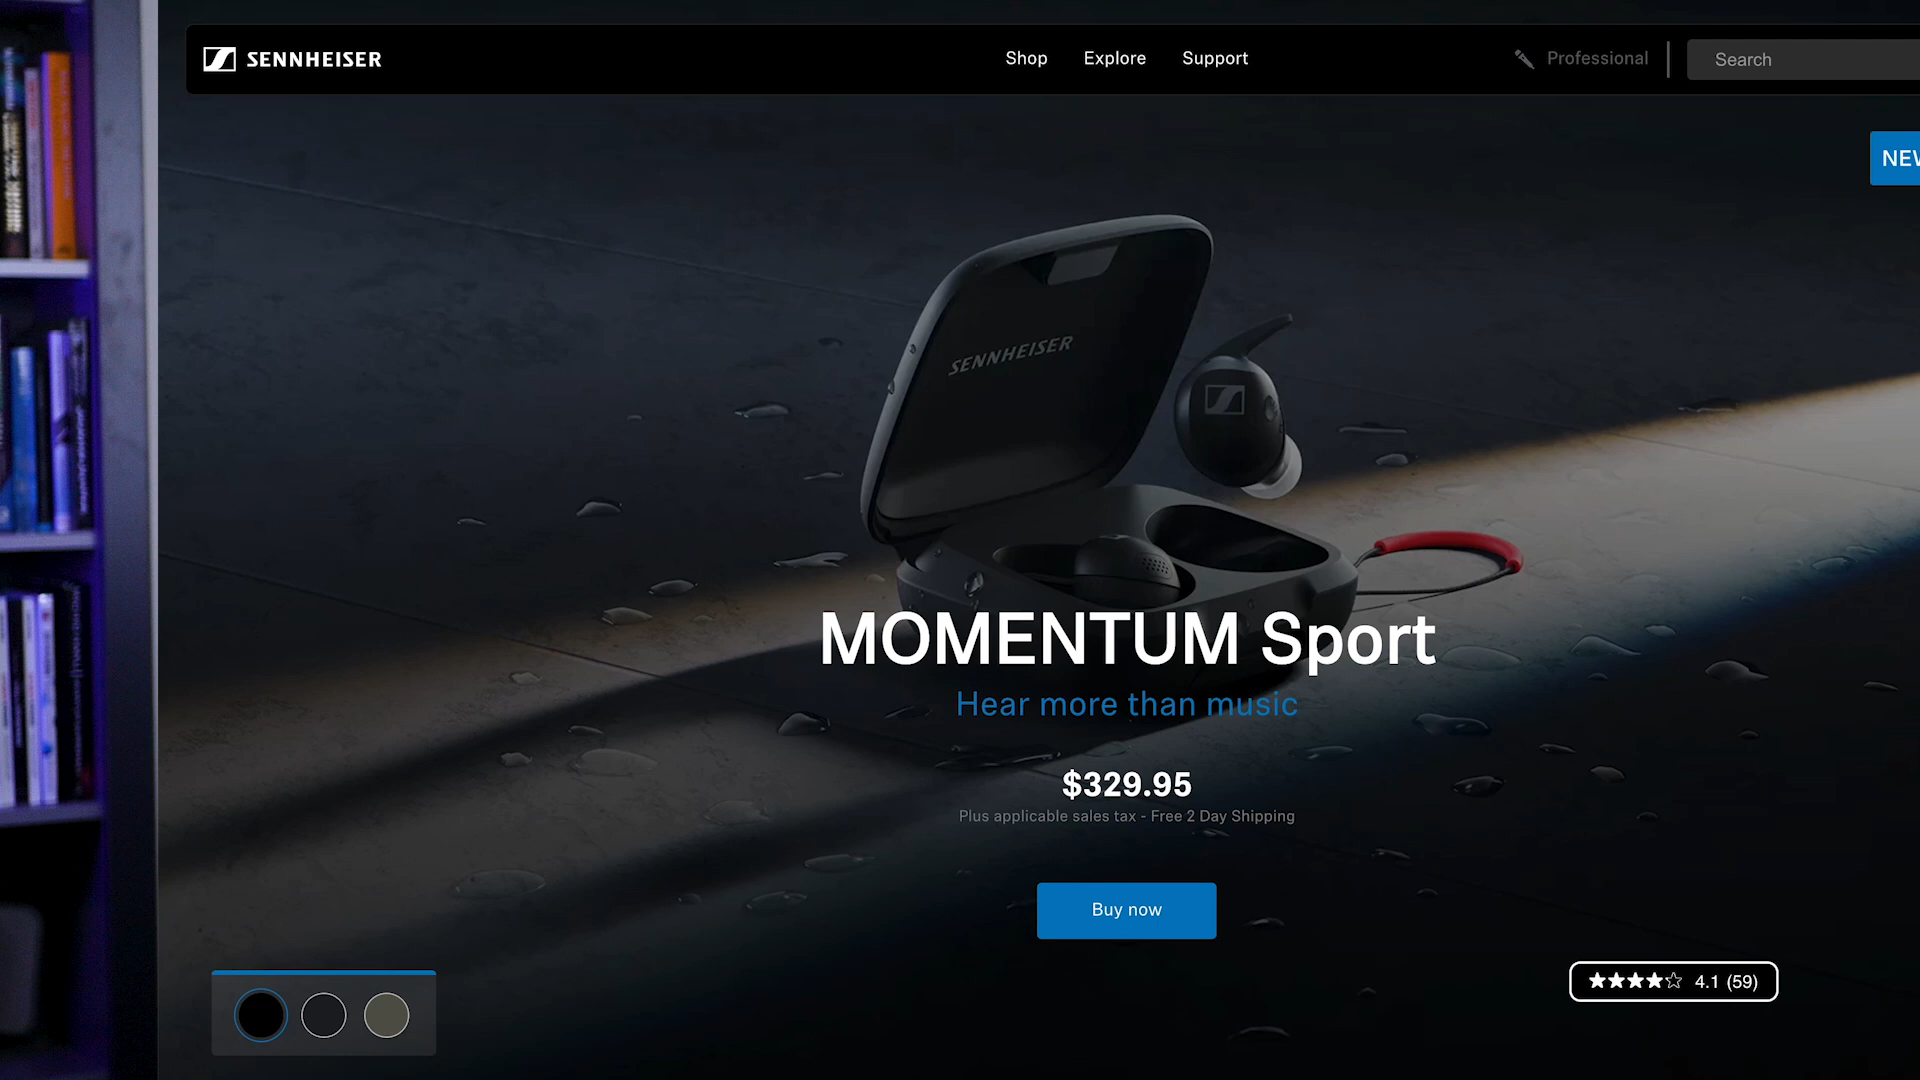 SENNHEISER
Shop Explore Support
Professional
Search
SENNHEISER
MOMENTUM Sport
Hear more than music
$329.95
Plus applicable sales tax - Free 2 Day Shipping
Buy now
4.1 (59)